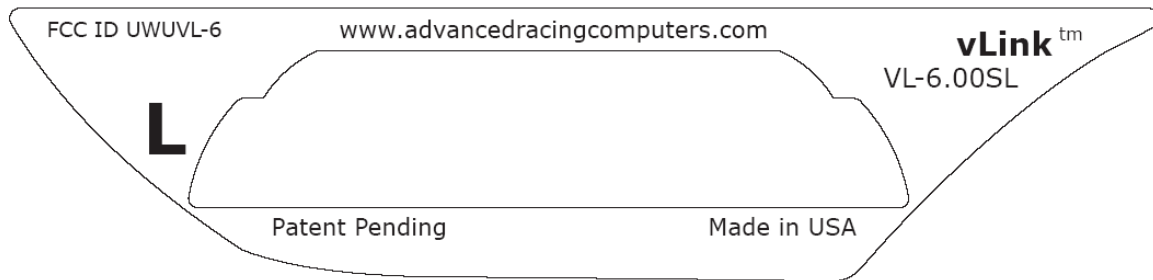 FCC ID UWUVL-6
www.advancedracingcomputers.com
vLink tm
VL-6.00SL
L
Patent Pending
Made in USA